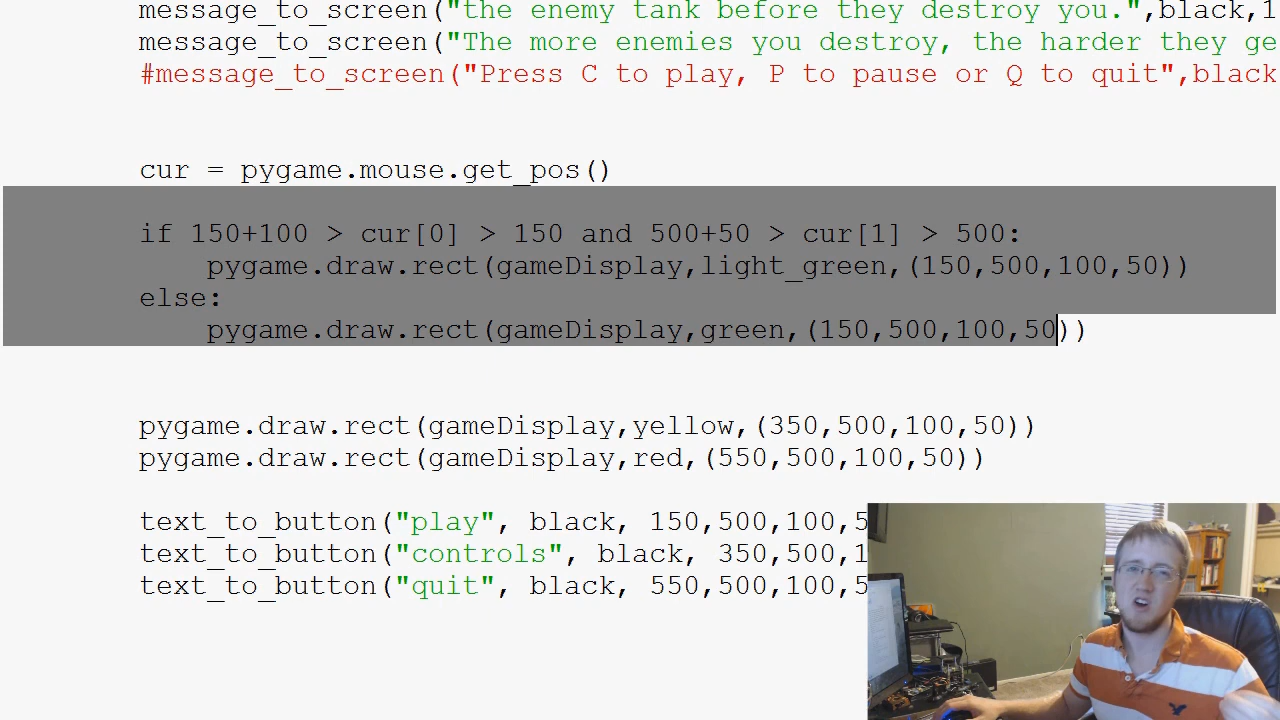 message_to_screen("the enemy tank before they destroy you.",black,1
message_to_screen("The more enemies you destroy, the harder they ge
#message_to_screen("Press C to play, P to pause or Q to quit",black
cur = pygame.mouse.get_pos()
if 150+100 > cur[0] > 150 and 500+50 > cur[1] > 500:
pygame.draw.rect(gameDisplay,light_green,(150,500,100,50))
else:
pygame.draw.rect(gameDisplay,green,(150,500,100,50))
pygame.draw.rect(gameDisplay,yellow,(350,500,100,50))
pygame.draw.rect(gameDisplay,red,(550,500,100,50))
text_to_button("play", black, 150,500,100,5
text_to_button("controls", black, 350,500,1
text_to_button("quit", black, 550,500,100,5